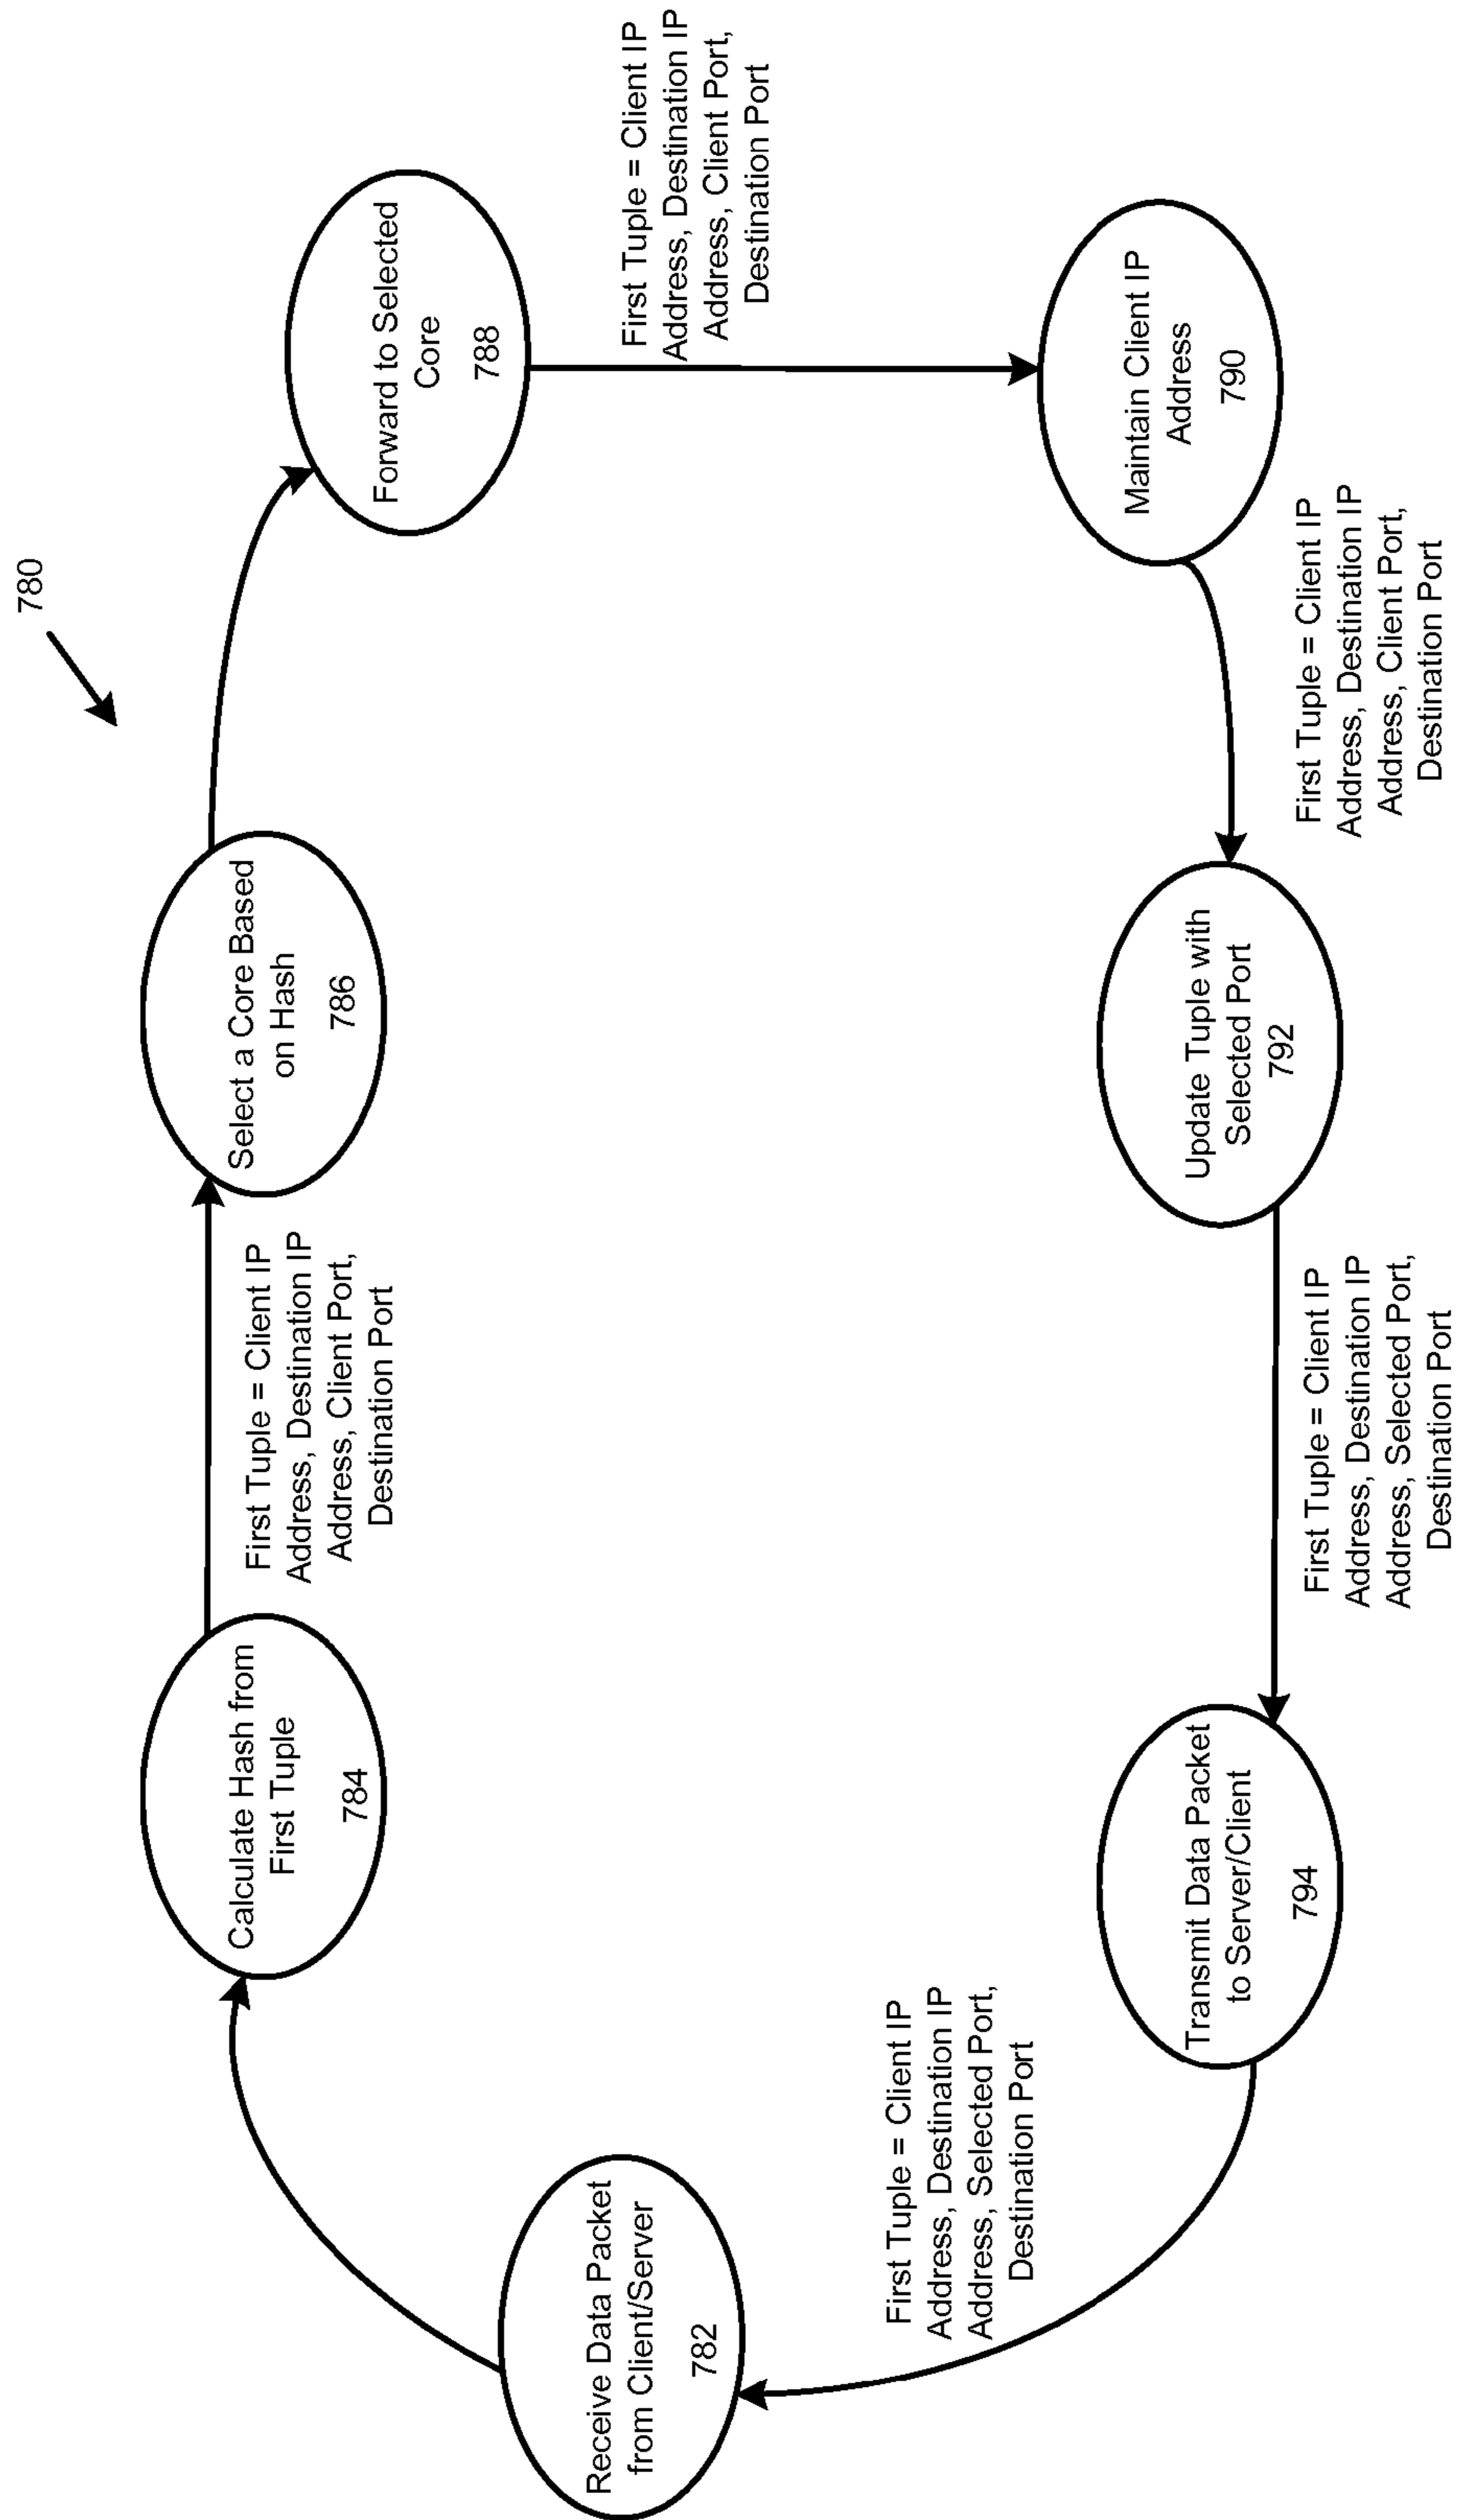 780
Receive Data Packet
from Client/Server
782
Calculate Hash from
First Tuple
784
First Tuple = Client IP
Address, Destination IP
Address, Client Port,
Destination Port
Select a Core Based
on Hash
786
Forward to Selected
Core
788
First Tuple = Client IP
Address, Destination IP
Address, Client Port,
Destination Port
Maintain Client IP
Address
790
First Tuple = Client IP
Address, Destination IP
Address, Client Port,
Destination Port
Update Tuple with
Selected Port
792
First Tuple = Client IP
Address, Destination IP
Address, Selected Port,
Destination Port
Transmit Data Packet
to Server/Client
794
First Tuple = Client IP
Address, Destination IP
Address, Selected Port,
Destination Port